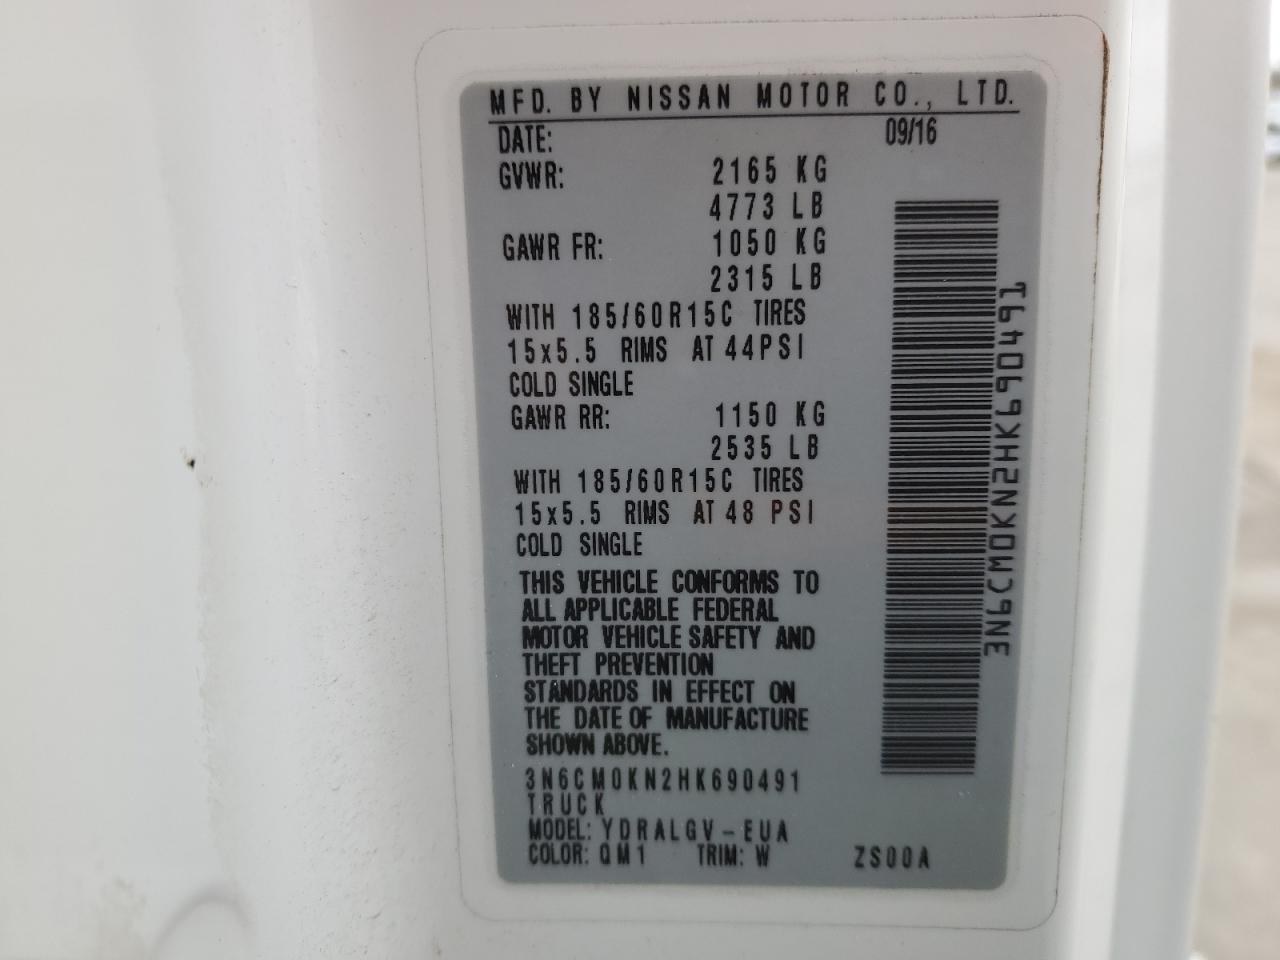 MFD. BY NISSAN MOTOR CO., LTD.
DATE: 09/16
GVWR: 2165 KG
4773 LB
GAWR FR: 1050 KG
2315 LB
WITH 185/60R15C TIRES
15x5.5 RIMS AT 44PSI
COLD SINGLE
GAWR RR: 1150 KG
2535 LB
WITH 185/60R15C TIRES
15x5.5 RIMS AT 48 PSI
COLD SINGLE
THIS VEHICLE CONFORMS TO
ALL APPLICABLE FEDERAL
MOTOR VEHICLE SAFETY AND
THEFT PREVENTION
STANDARDS IN EFFECT ON
THE DATE OF MANUFACTURE
SHOWN ABOVE.
3N6CM0KN2HK690491
TRUCK
MODEL: YDRALGV-EUA
COLOR: QM1 TRIM: W ZS00A
3N6CM0KN2HK690491